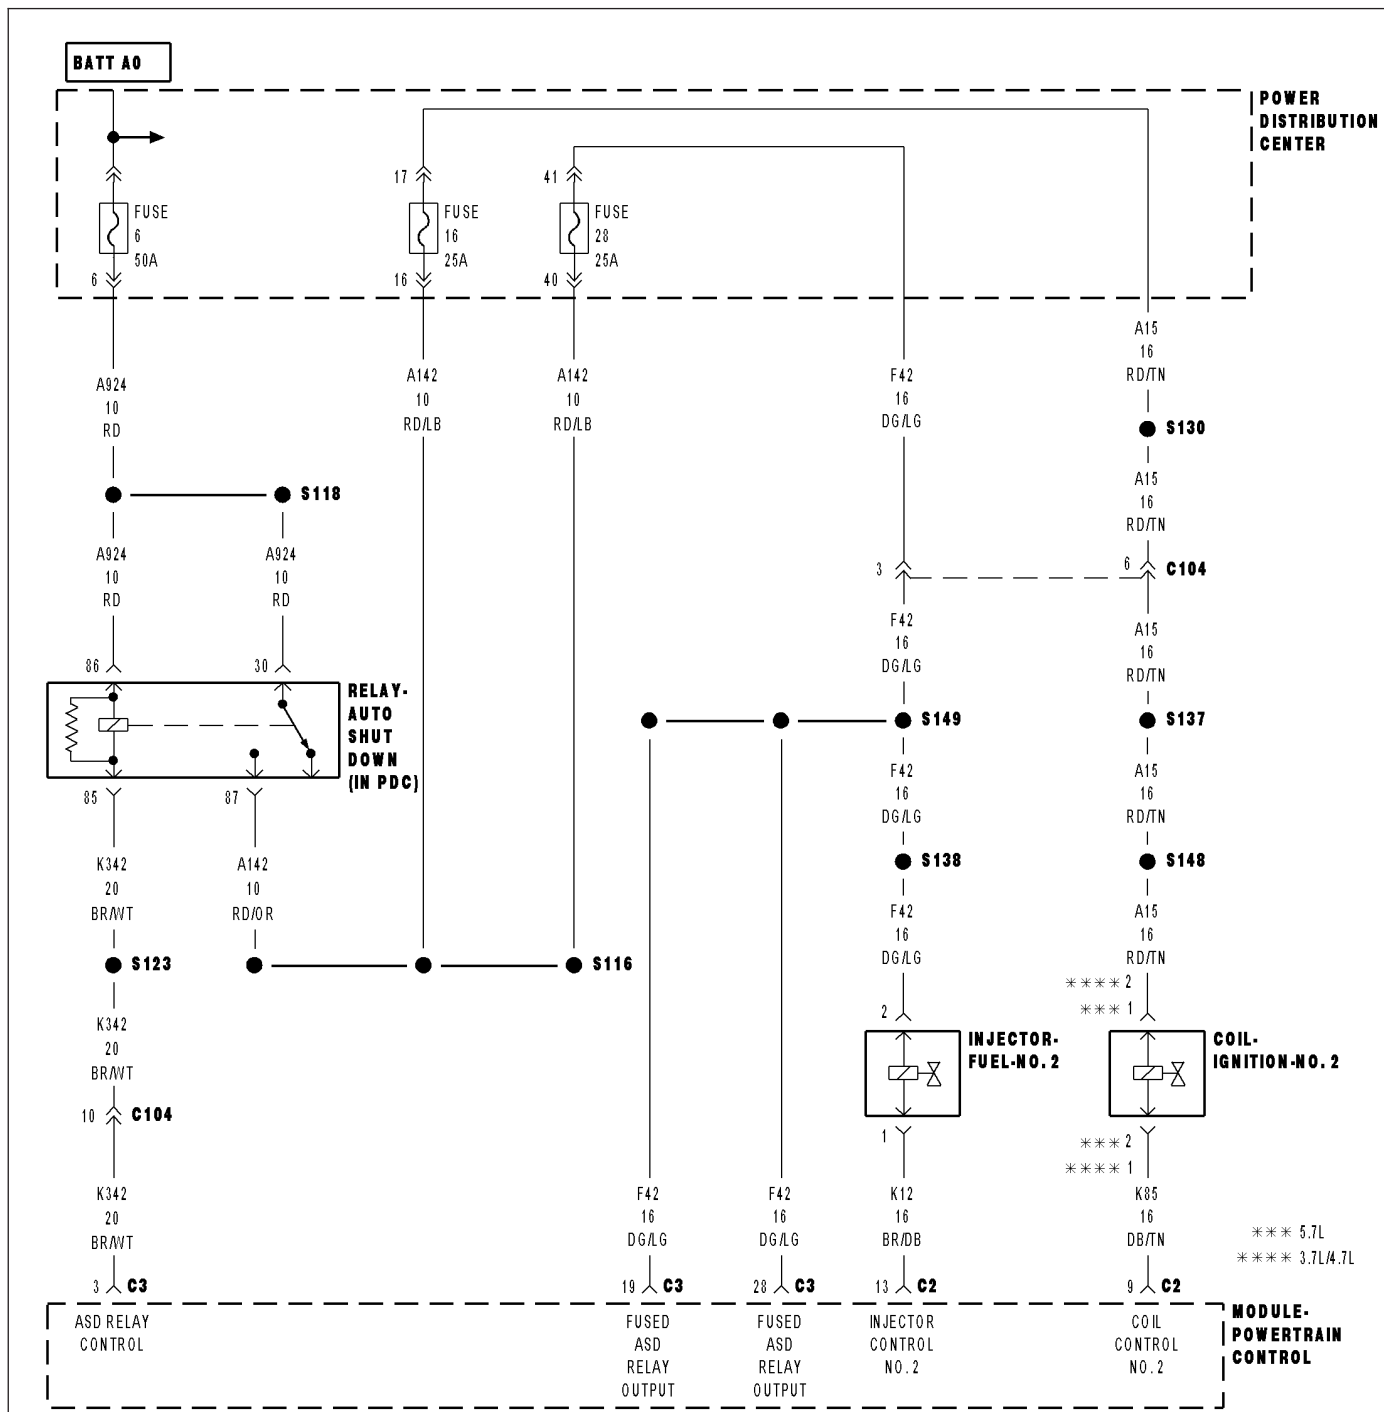 BATT A0
POWER
DISTRIBUTION
CENTER
17
41
FUSE
6
50A
FUSE
16
25A
FUSE
28
25A
6
16
40
A15
16
RD/TN
A924
10
RD
A142
10
RD/LB
A142
10
RD/LB
F42
16
DG/LG
S130
S118
A15
16
RD/TN
A924
10
RD
A924
10
RD
3
6
C104
F42
16
DG/LG
A15
16
RD/TN
86
30
RELAY-
AUTO
SHUT
DOWN
(IN PDC)
S149
S137
85
87
F42
16
DG/LG
A15
16
RD/TN
K342
20
BR/WT
A142
10
RD/OR
S138
S148
F42
16
DG/LG
A15
16
RD/TN
S123
S116
**** 2
*** 1
2
K342
20
BR/WT
INJECTOR-
FUEL-NO.2
COIL-
IGNITION-NO.2
10
C104
1
*** 2
**** 1
K342
20
BR/WT
F42
16
DG/LG
F42
16
DG/LG
K12
16
BR/DB
K85
16
DB/TN
*** 5.7L
**** 3.7L/4.7L
3
C3
19
C3
28
C3
13
C2
9
C2
ASD RELAY
CONTROL
FUSED
ASD
RELAY
OUTPUT
FUSED
ASD
RELAY
OUTPUT
INJECTOR
CONTROL
NO.2
COIL
CONTROL
NO.2
MODULE-
POWERTRAIN
CONTROL